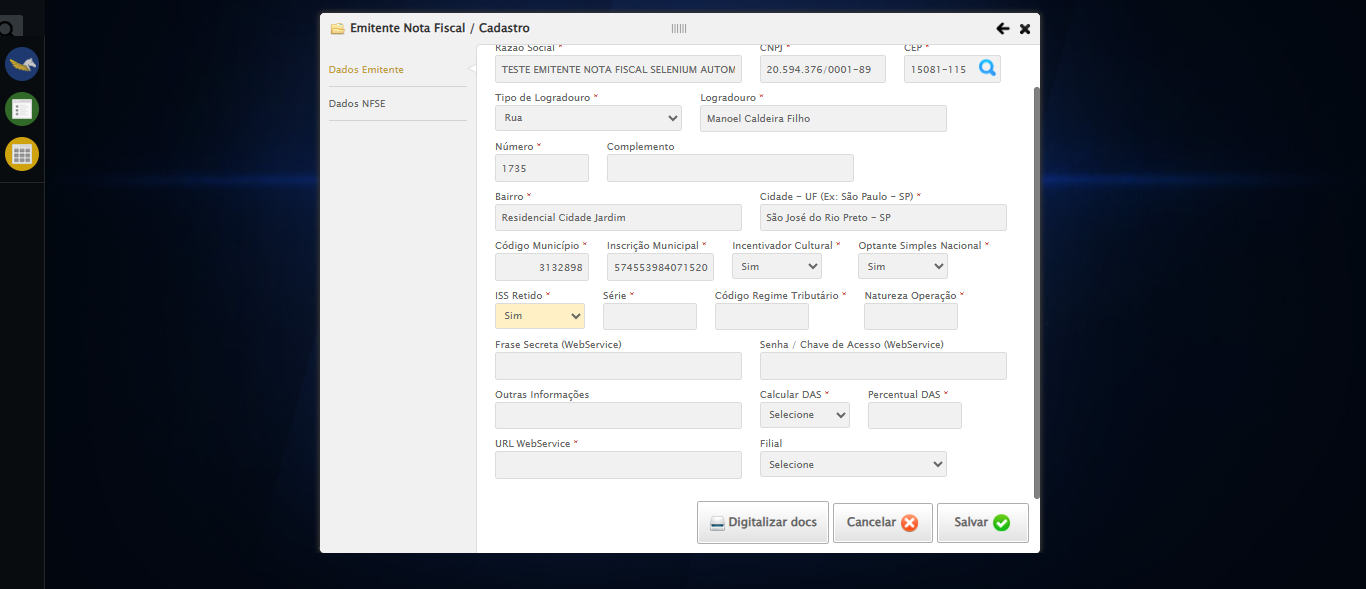 Emitente Nota Fiscal / Cadastro
Dados Emitente
Dados NFSE
Razão Social * CNPJ * CEP *
TESTE EMITENTE NOTA FISCAL SELENIUM AUTOM 20.594.376/0001-89 15081-115
Tipo de Logradouro * Logradouro *
Rua Manoel Caldeira Filho
Número * Complemento
1735
Bairro * Cidade - UF (Ex: São Paulo - SP) *
Residencial Cidade Jardim São José do Rio Preto - SP
Código Município * Inscrição Municipal * Incentivador Cultural * Optante Simples Nacional *
3132898 574553984071520 Sim Sim
ISS Retido * Série * Código Regime Tributário * Natureza Operação *
Sim
Frase Secreta (WebService) Senha / Chave de Acesso (WebService)
Outras Informações Calcular DAS * Percentual DAS *
Selecione
URL WebService * Filial
Selecione
Digitalizar docs Cancelar Salvar